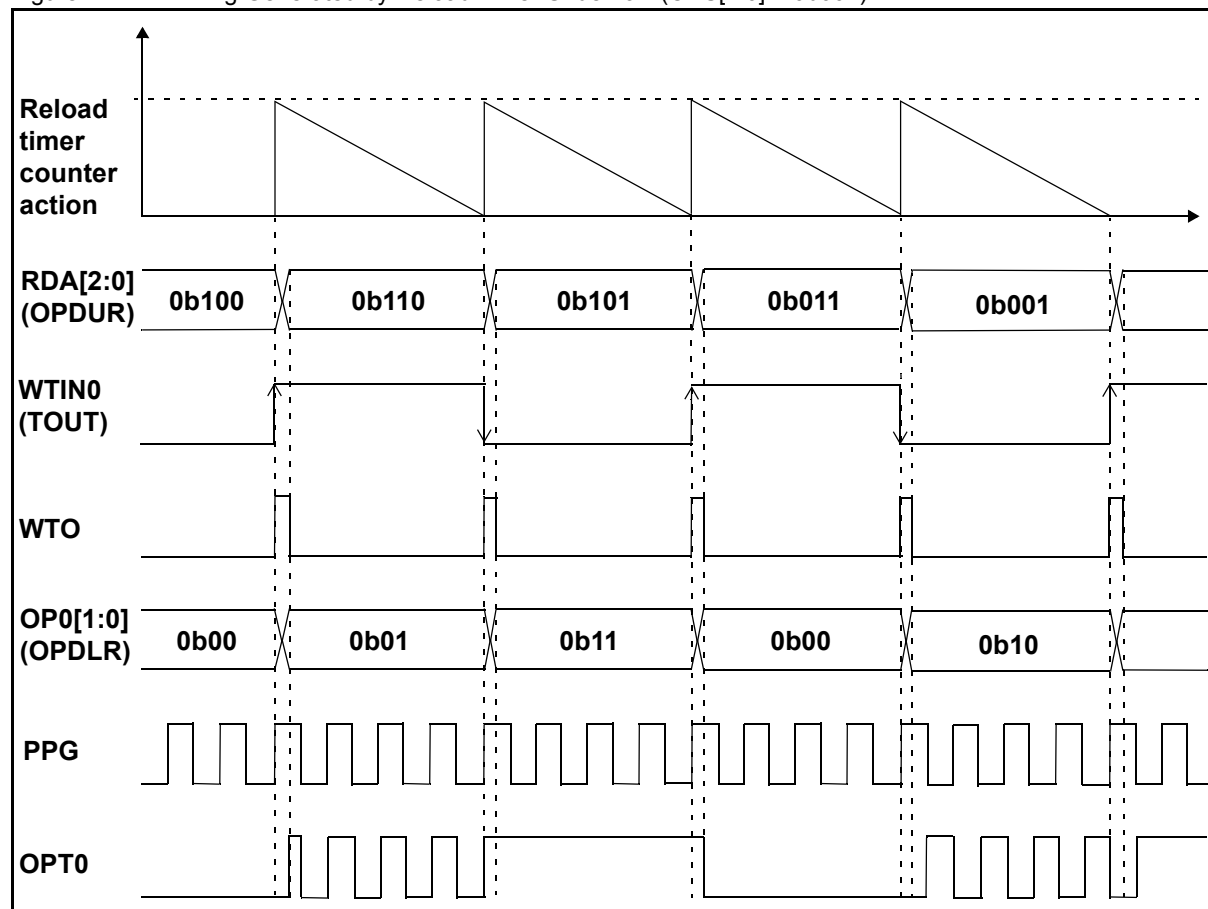 Reload
timer
counter
action
RDA[2:0]
(OPDUR)
0b100
0b110
0b101
0b011
0b001
WTIN0
(TOUT)
WTO
OP0[1:0]
(OPDLR)
0b00
0b01
0b11
0b00
0b10
PPG
OPT0